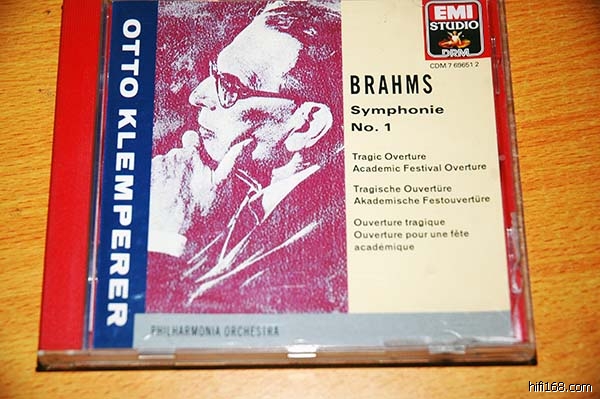 OTTO KLEMPERER
EMI
STUDIO
DRM
CDM 7 69651 2
BRAHMS
Symphonie
No. 1
Tragic Overture
Academic Festival Overture
Tragische Ouvertüre
Akademische Festouvertüre
Ouverture tragique
Ouverture pour une fête
académique
PHILHARMONIA ORCHESTRA
hifi168.com